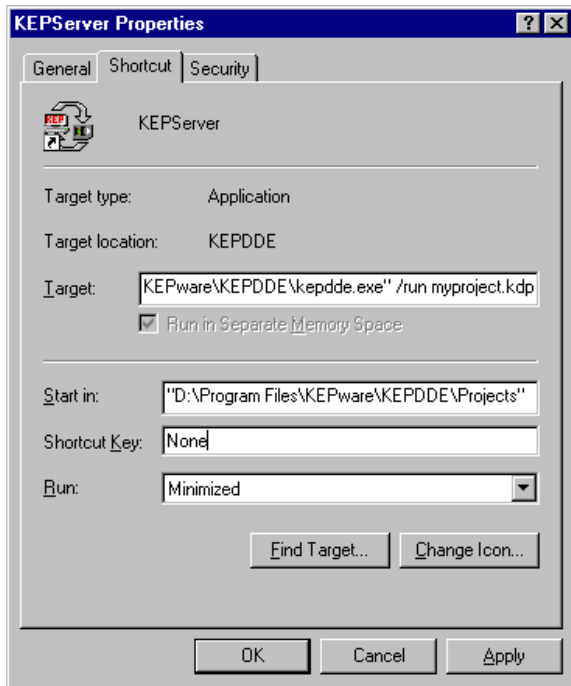 KEPServer Properties
General Shortcut Security
KEP
KEPServer
Target type: Application
Target location: KEPDDE
Target: KEPware\KEPDDE\kepdde.exe" /run myproject.kdp
Run in Separate Memory Space
Start in: "D:\Program Files\KEPware\KEPDDE\Projects"
Shortcut Key: None
Run: Minimized
Find Target... Change Icon...
OK Cancel Apply